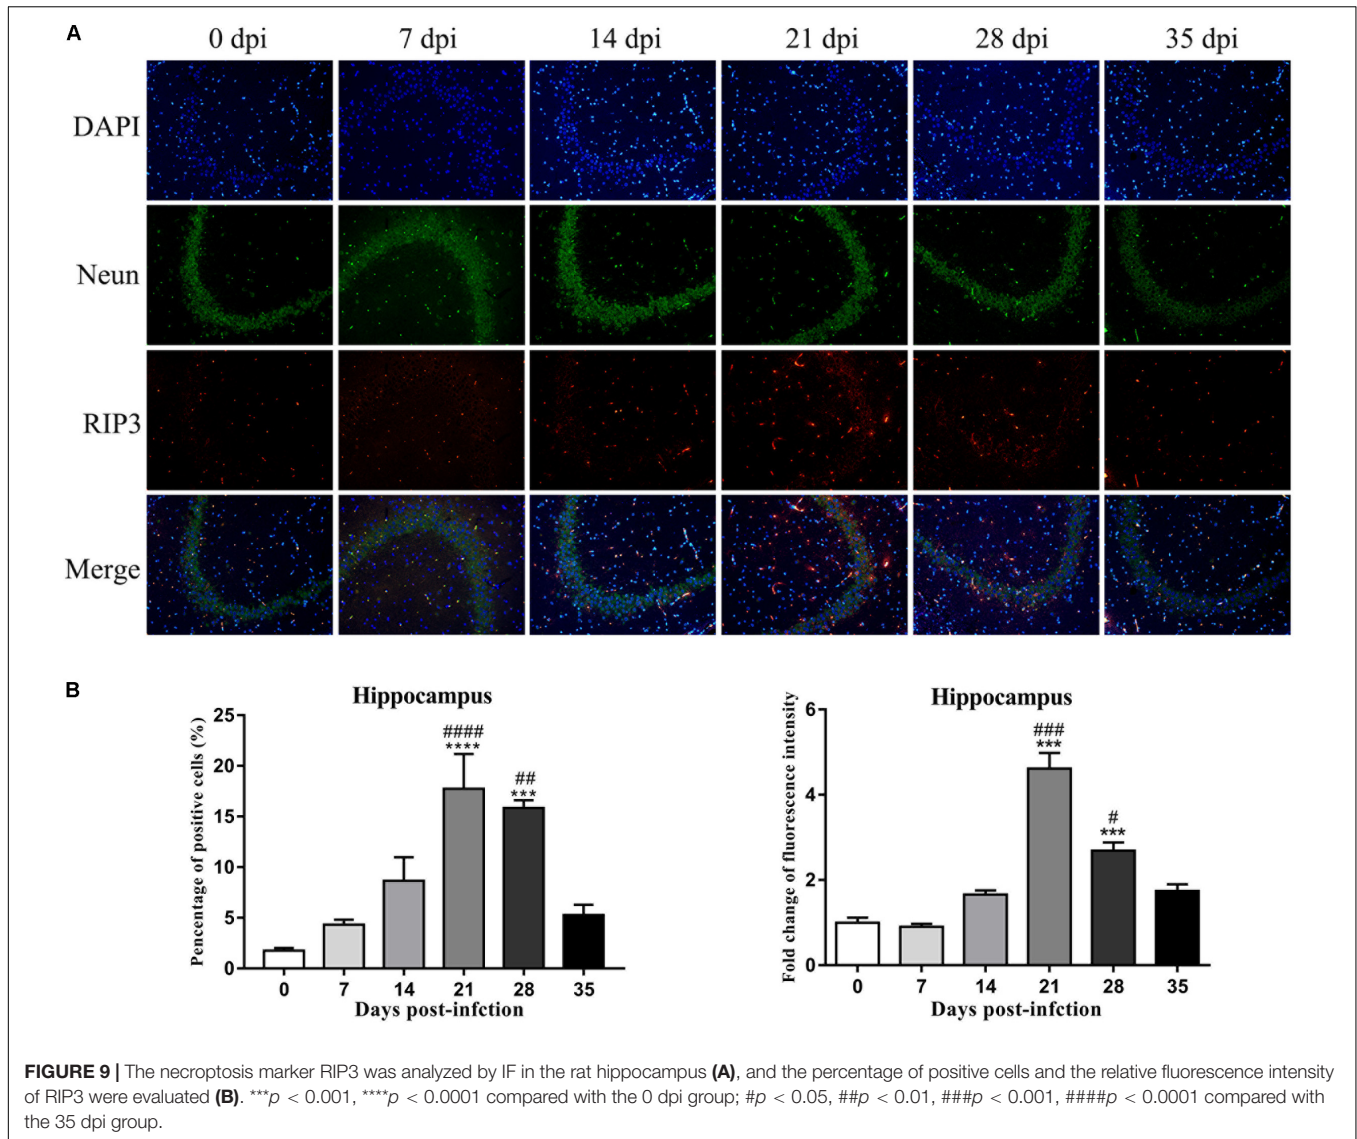 A
0 dpi 7 dpi 14 dpi 21 dpi 28 dpi 35 dpi
DAPI
Neun
RIP3
Merge
B
Hippocampus
Pencentage of positive cells (%)
25
20
15
10
5
0
#### 
****
##
***
0 7 14 21 28 35
Days post-infction
Hippocampus
Fold change of fluorescence intensity
6
4
2
0
###
***
#
***
0 7 14 21 28 35
Days post-infction
FIGURE 9 | The necroptosis marker RIP3 was analyzed by IF in the rat hippocampus (A), and the percentage of positive cells and the relative fluorescence intensity
of RIP3 were evaluated (B). ***p < 0.001, ****p < 0.0001 compared with the 0 dpi group; #p < 0.05, ##p < 0.01, ###p < 0.001, ####p < 0.0001 compared with
the 35 dpi group.